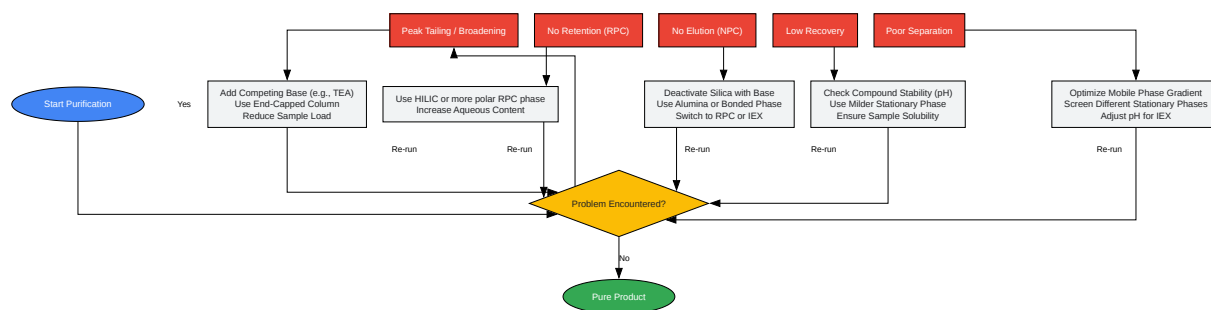 Peak Tailing / Broadening
No Retention (RPC)
No Elution (NPC)
Low Recovery
Poor Separation
Start Purification
Yes
Add Competing Base (e.g., TEA)
Use End-Capped Column
Reduce Sample Load
Use HILIC or more polar RPC phase
Increase Aqueous Content
Deactivate Silica with Base
Use Alumina or Bonded Phase
Switch to RPC or IEX
Check Compound Stability (pH)
Use Milder Stationary Phase
Ensure Sample Solubility
Optimize Mobile Phase Gradient
Screen Different Stationary Phases
Adjust pH for IEX
Re-run
Re-run
Re-run
Re-run
Re-run
Problem Encountered?
No
Pure Product